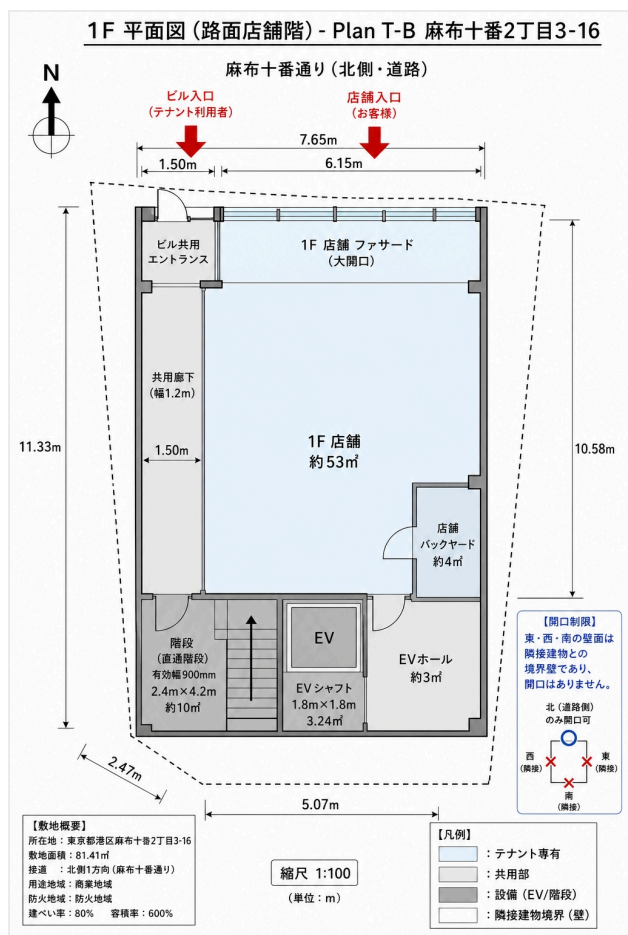 1F 平面図（路面店舗階）- Plan T-B 麻布十番2丁目3-16
麻布十番通り（北側・道路）
N
ビル入口
（テナント利用者）
店舗入口
（お客様）
7.65m
1.50m
6.15m
ビル共用
エントランス
1F 店舗 ファサード
（大開口）
共用廊下
（幅1.2m）
11.33m
10.58m
1.50m
1F 店舗
約53㎡
店舗
バックヤード
約4㎡
階段
（直通階段）
有効幅900mm
2.4m×4.2m
約10㎡
EV
EVシャフト
1.8m×1.8m
3.24㎡
EVホール
約3㎡
【開口制限】
東・西・南の壁面は
隣接建物との
境界壁であり、
開口はありません。
北（道路側）
のみ開口可
西
（隣接）
東
（隣接）
南
（隣接）
2.47m
5.07m
【敷地概要】
所在地：東京都港区麻布十番2丁目3-16
敷地面積：81.41㎡
接道　：北側1方向（麻布十番通り）
用途地域：商業地域
防火地域：防火地域
建ぺい率：80%　容積率：600%
縮尺 1:100
（単位：m）
【凡例】
：テナント専有
：共用部
：設備（EV/階段）
：隣接建物境界（壁）